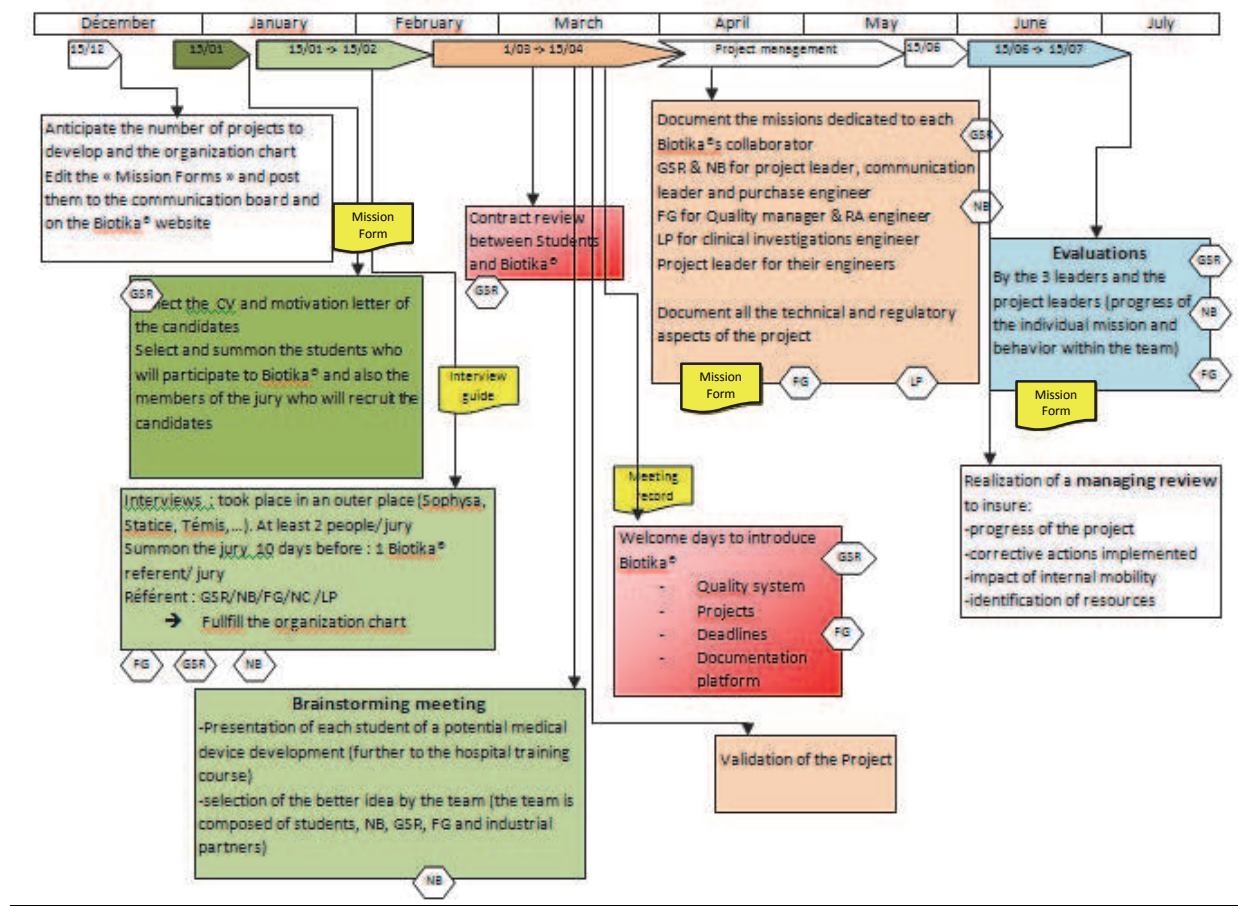 Décember
January
February
March
April
May
June
July
15/12
15/01
15/01 -> 15/02
1/03 -> 15/04
Project management
15/06
15/06 -> 15/07
Anticipate the number of projects to
develop and the organization chart
Edit the « Mission Forms » and post
them to the communication board and
on the Biotika® website
Mission
Form
GSR
the CV and motivation letter of
the candidates
Select and summon the students who
will participate to Biotika® and also the
members of the jury who will recruit the
candidates
Interview
guide
Interviews : took place in an outer place (Sophysa,
Statice, Témis,...). At least 2 people/jury
Summon the jury 10 days before : 1 Biotika®
referent/ jury
Référent : GSR/NB/FG/NC /LP
➔ Fullfill the organization chart
FG
GSR
NB
Brainstorming meeting
-Presentation of each student of a potential medical
device development (further to the hospital training
course)
-selection of the better idea by the team (the team is
composed of students, NB, GSR, FG and industrial
partners)
NB
Contract review
between Students
and Biotika®
GSR
Meeting
record
Welcome days to introduce
Biotika®
- Quality system
- Projects
- Deadlines
- Documentation
platform
GSR
FG
Validation of the Project
Document the missions dedicated to each
Biotika®s collaborator
GSR & NB for project leader, communication
leader and purchase engineer
FG for Quality manager & RA engineer
LP for clinical investigations engineer
Project leader for their engineers
Document all the technical and regulatory
aspects of the project
GSR
NB
Mission
Form
FG
LP
Evaluations
By the 3 leaders and the
project leaders (progress of
the individual mission and
behavior within the team)
GSR
NB
FG
Mission
Form
Realization of a managing review
to insure:
-progress of the project
-corrective actions implemented
-impact of internal mobility
-identification of resources